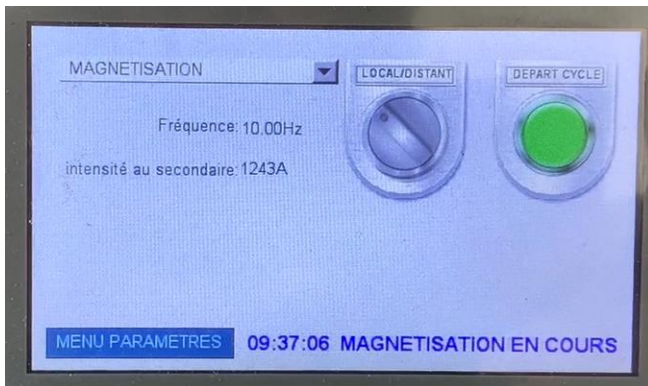 MAGNETISATION
LOCAL/DISTANT
DEPART CYCLE
Fréquence: 10.00Hz
intensité au secondaire: 1243A
MENU PARAMETRES
09:37:06 MAGNETISATION EN COURS